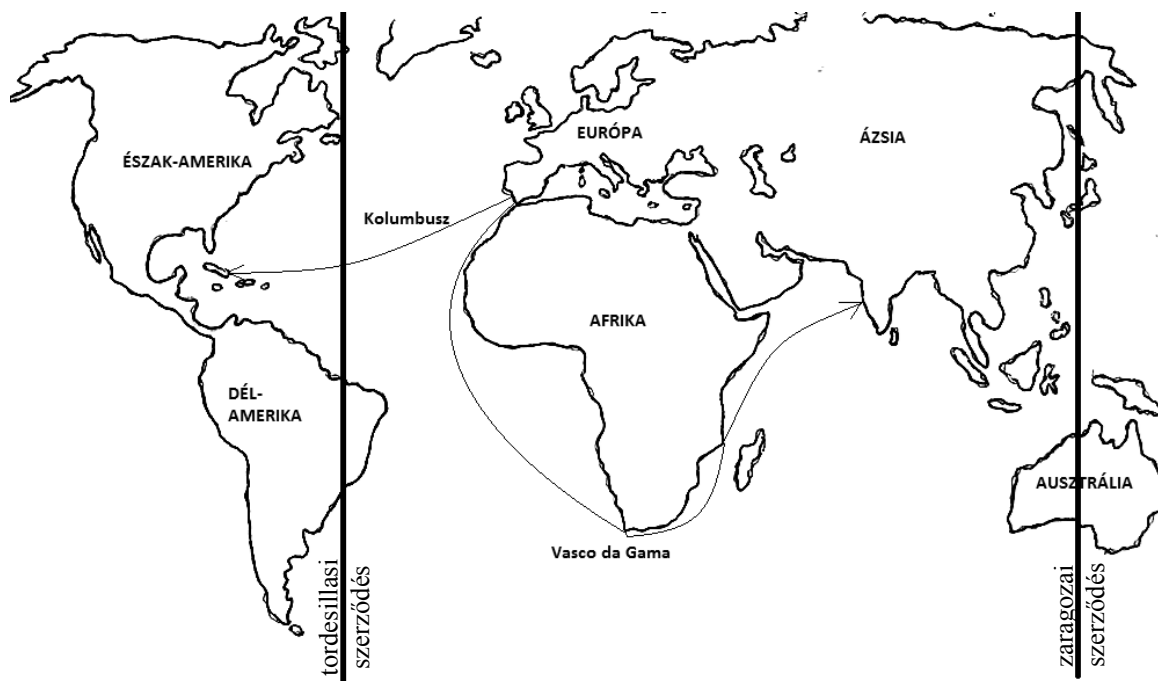 EURÓPA
ÁZSIA
ÉSZAK-AMERIKA
Kolumbusz
AFRIKA
DÉL-
AMERIKA
AUSZTRÁLIA
Vasco da Gama
tordesillasi
szerződés
zaragozai
szerződés